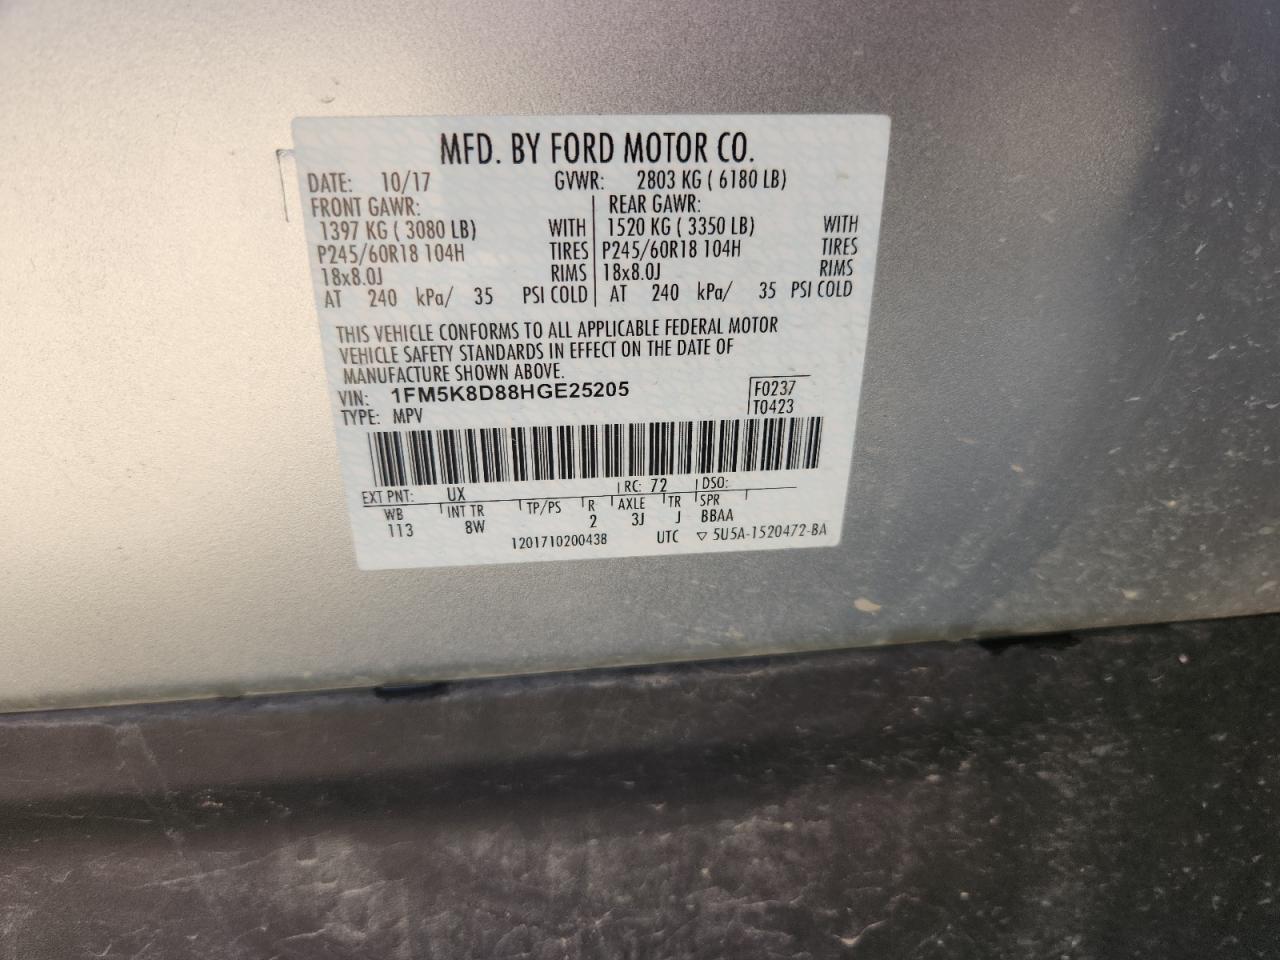 MFD. BY FORD MOTOR CO.
DATE: 10/17 GVWR: 2803 KG ( 6180 LB)
FRONT GAWR: REAR GAWR:
1397 KG ( 3080 LB) WITH 1520 KG ( 3350 LB) WITH
P245/60R18 104H TIRES P245/60R18 104H TIRES
18x8.0J RIMS 18x8.0J RIMS
AT 240 kPa/ 35 PSI COLD AT 240 kPa/ 35 PSI COLD
THIS VEHICLE CONFORMS TO ALL APPLICABLE FEDERAL MOTOR
VEHICLE SAFETY STANDARDS IN EFFECT ON THE DATE OF
MANUFACTURE SHOWN ABOVE.
VIN: 1FM5K8D88HGE25205 F0237
TYPE: MPV T0423
EXT PNT: UX RC: 72 DSO:
WB INT TR TP/PS R AXLE TR SPR
113 8W 2 3J J BBAA
1201710200438 UTC ▽ 5U5A-1520472-BA